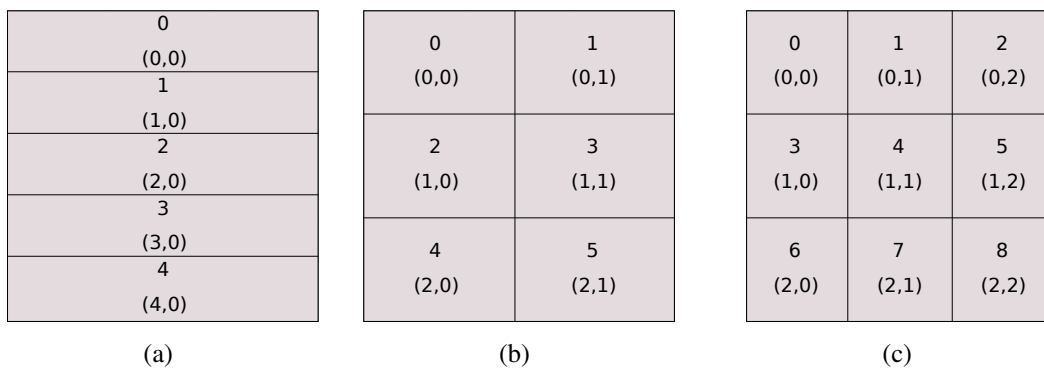 0
(0,0)
1
(1,0)
2
(2,0)
3
(3,0)
4
(4,0)
(a)
0 1
(0,0) (0,1)
2 3
(1,0) (1,1)
4 5
(2,0) (2,1)
(b)
0 1 2
(0,0) (0,1) (0,2)
3 4 5
(1,0) (1,1) (1,2)
6 7 8
(2,0) (2,1) (2,2)
(c)